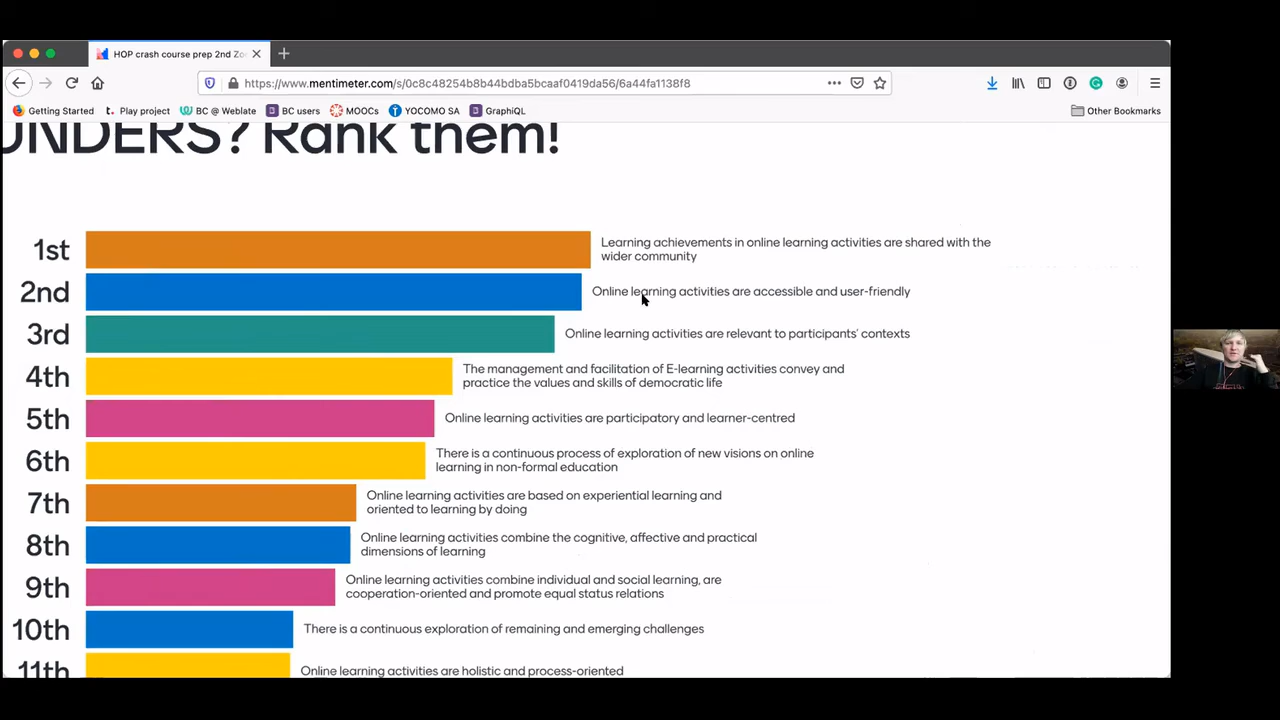 HOP crash course prep 2nd Zo
https://www.mentimeter.com/s/0c8c48254b8b44bdba5bcaaf0419da56/6a44fa1138f8
Getting Started
Play project
BC @ Weblate
BC users
MOOCs
YOCOMO SA
GraphiQL
Other Bookmarks
UNDERS? Rank them!
1st
Learning achievements in online learning activities are shared with the
wider community
2nd
Online learning activities are accessible and user-friendly
3rd
Online learning activities are relevant to participants' contexts
4th
The management and facilitation of E-learning activities convey and
practice the values and skills of democratic life
5th
Online learning activities are participatory and learner-centred
6th
There is a continuous process of exploration of new visions on online
learning in non-formal education
7th
Online learning activities are based on experiential learning and
oriented to learning by doing
8th
Online learning activities combine the cognitive, affective and practical
dimensions of learning
9th
Online learning activities combine individual and social learning, are
cooperation-oriented and promote equal status relations
10th
There is a continuous exploration of remaining and emerging challenges
11th
Online learning activities are holistic and process-oriented